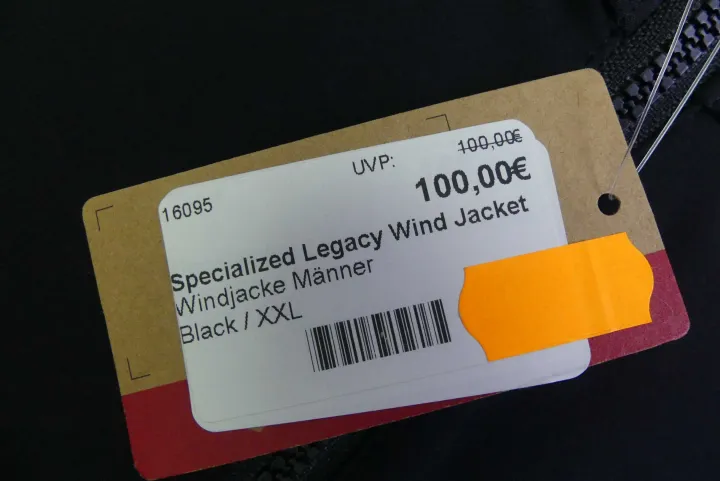 UVP: 100,00€
16095 100,00€
Specialized Legacy Wind Jacket
Windjacke Männer
Black / XXL